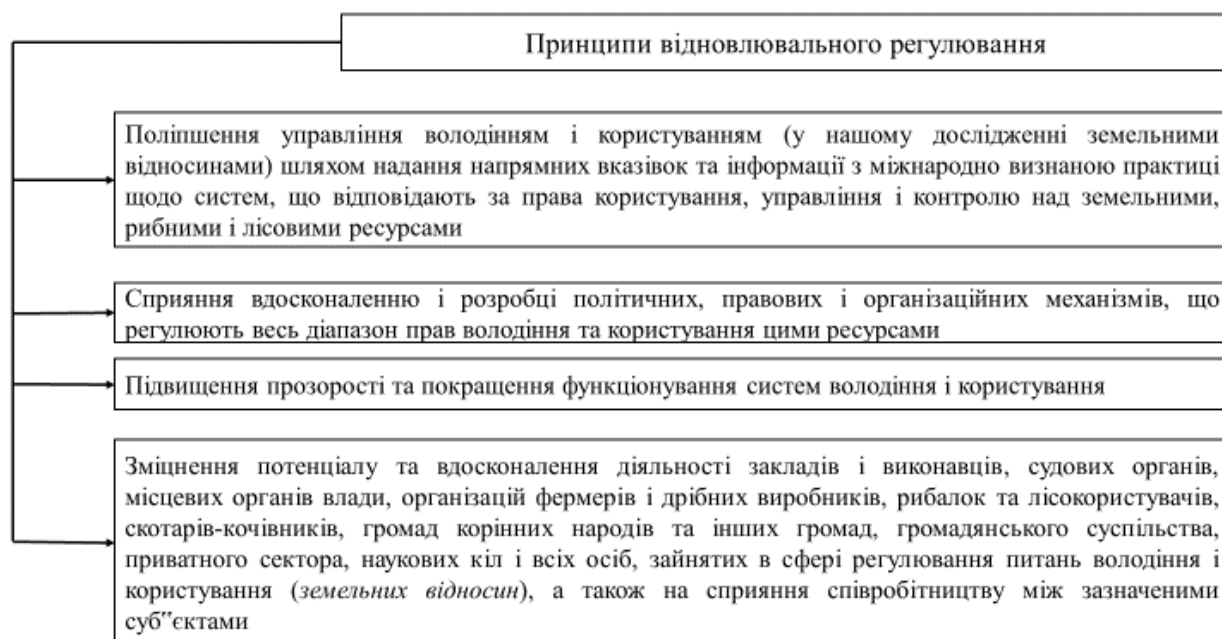 Принципи відновлювального регулювання
Поліпшення управління володінням і користуванням (у нашому дослідженні земельними
відносинами) шляхом надання напрямних вказівок та інформації з міжнародно визнаною практиці
щодо систем, що відповідають за права користування, управління і контролю над земельними,
рибними і лісовими ресурсами
Сприяння вдосконаленню і розробці політичних, правових і організаційних механізмів, що
регулюють весь діапазон прав володіння та користування цими ресурсами
Підвищення прозорості та покращення функціонування систем володіння і користування
Зміцнення потенціалу та вдосконалення діяльності закладів і виконавців, судових органів,
місцевих органів влади, організацій фермерів і дрібних виробників, рибалок та лісокористувачів,
скотарів-кочівників, громад корінних народів та інших громад, громадянського суспільства,
приватного сектора, наукових кіл і всіх осіб, зайнятих в сфері регулювання питань володіння і
користування (земельних відносин), а також на сприяння співробітництву між зазначеними
суб‟єктами